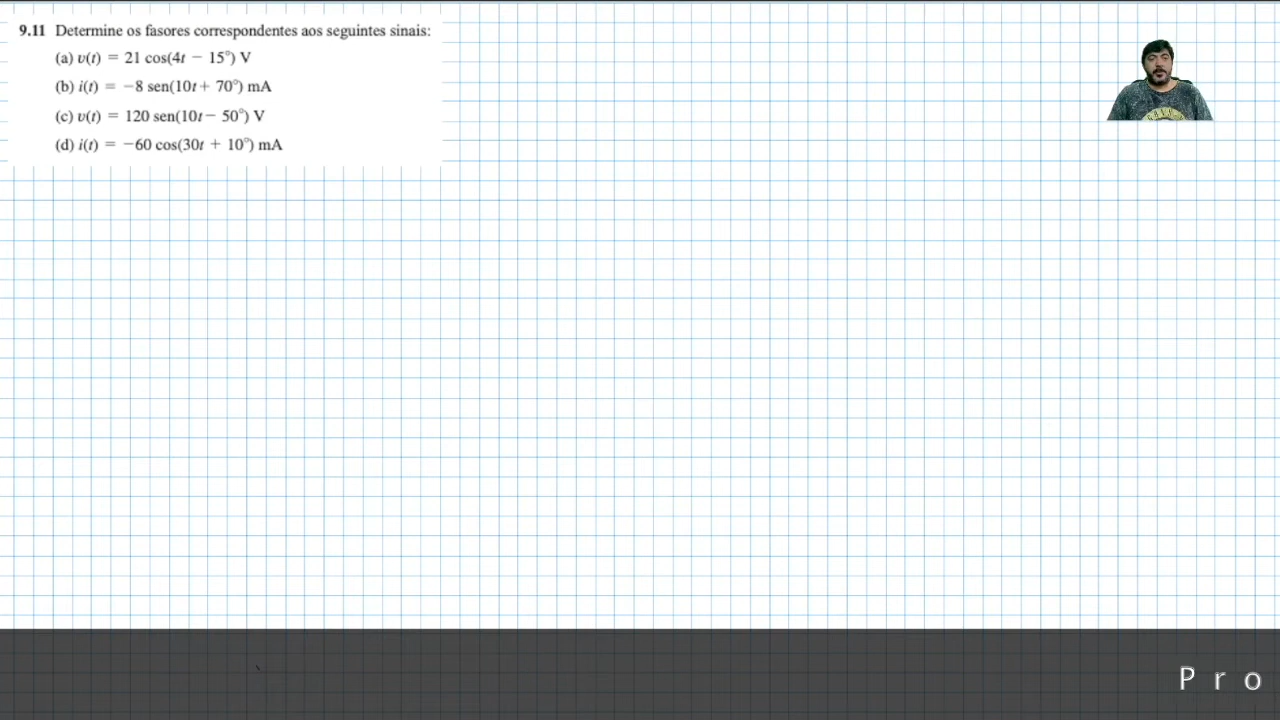 9.11 Determine os fasores correspondentes aos seguintes sinais:
(a) v(t) = 21 cos(4t − 15°) V
(b) i(t) = −8 sen(10t + 70°) mA
(c) v(t) = 120 sen(10t − 50°) V
(d) i(t) = −60 cos(30t + 10°) mA
P r o